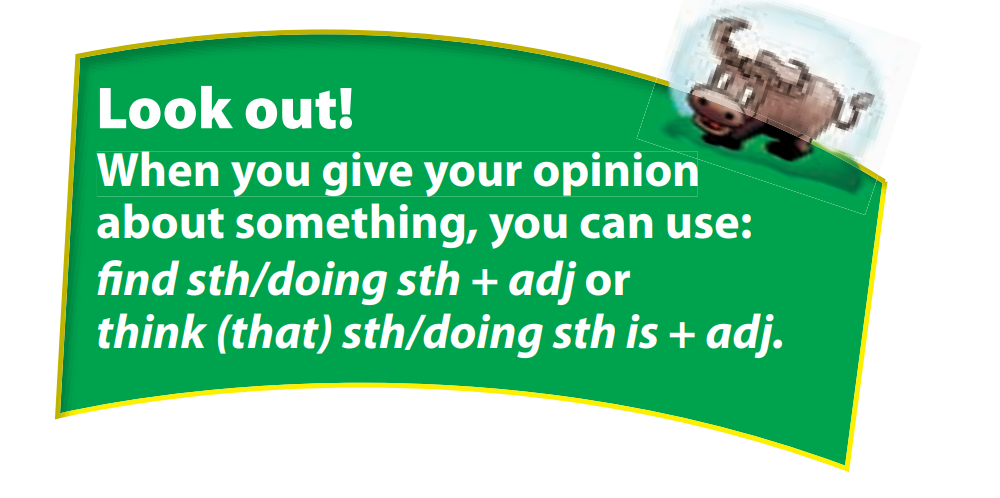 Look out!
When you give your opinion
about something, you can use:
find sth/doing sth + adj or
think (that) sth/doing sth is + adj.